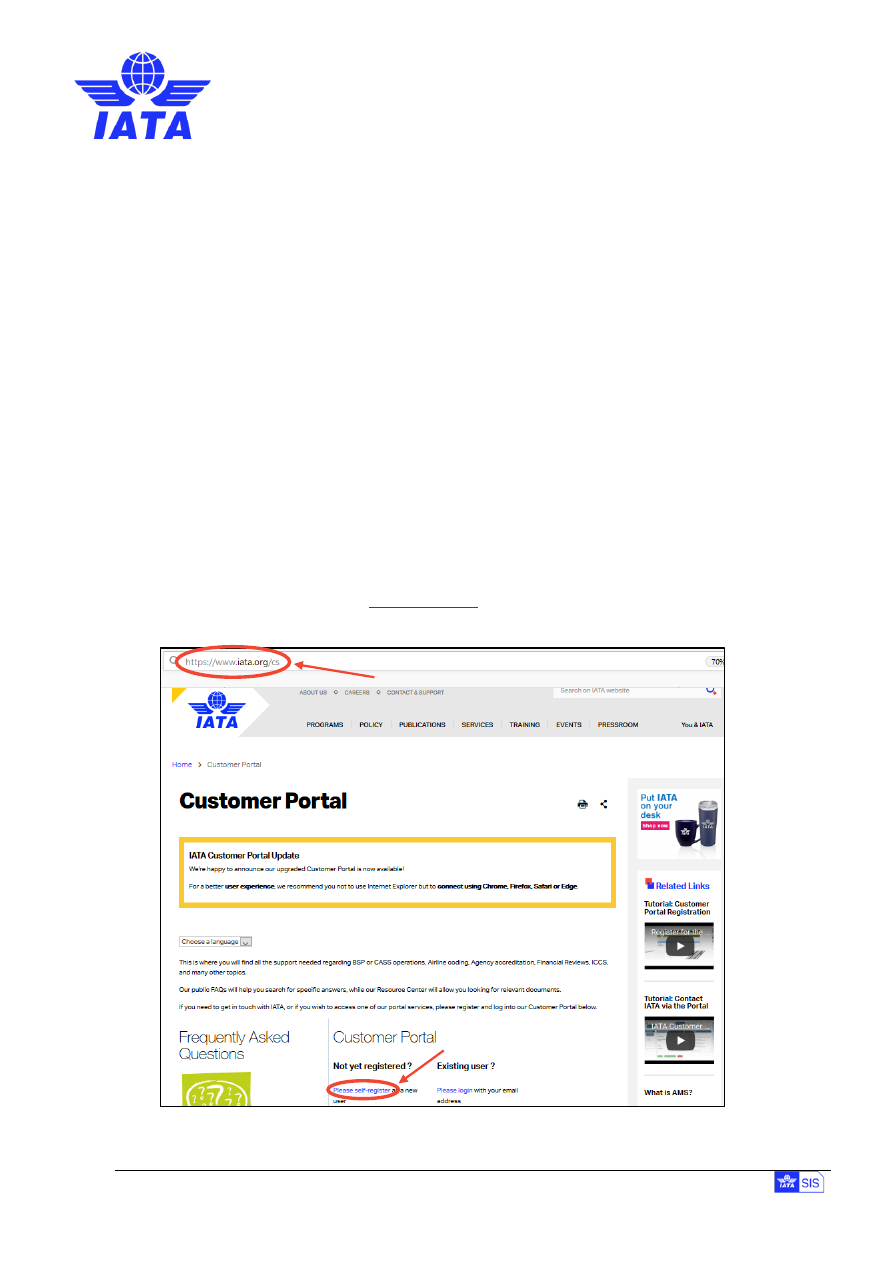 IATA
https://www.iata.org/cs
70%
ABOUT US
CAREERS
CONTACT & SUPPORT
Search on IATA website
IATA
PROGRAMS
POLICY
PUBLICATIONS
SERVICES
TRAINING
EVENTS
PRESSROOM
You & IATA
Home > Customer Portal
Customer Portal
Put IATA
on your
desk
Shop now
IATA Customer Portal Update
We're happy to announce our upgraded Customer Portal is now available!
For a better user experience, we recommend you not to use Internet Explorer but to connect using Chrome, Firefox, Safari or Edge.
Related Links
Tutorial: Customer
Portal Registration
Register for the
Choose a language
This is where you will find all the support needed regarding BSP or CASS operations, Airline coding, Agency accreditation, Financial Reviews, ICCS,
and many other topics.
Our public FAQs will help you search for specific answers, while our Resource Center will allow you looking for relevant documents.
If you need to get in touch with IATA, or if you wish to access one of our portal services, please register and log into our Customer Portal below.
Tutorial: Contact
IATA via the Portal
IATA Customer ...
Frequently Asked
Questions
Customer Portal
Not yet registered ?
Existing user ?
Please self-register as a new
user
Please login with your email
address
What is AMS?
IATA SIS